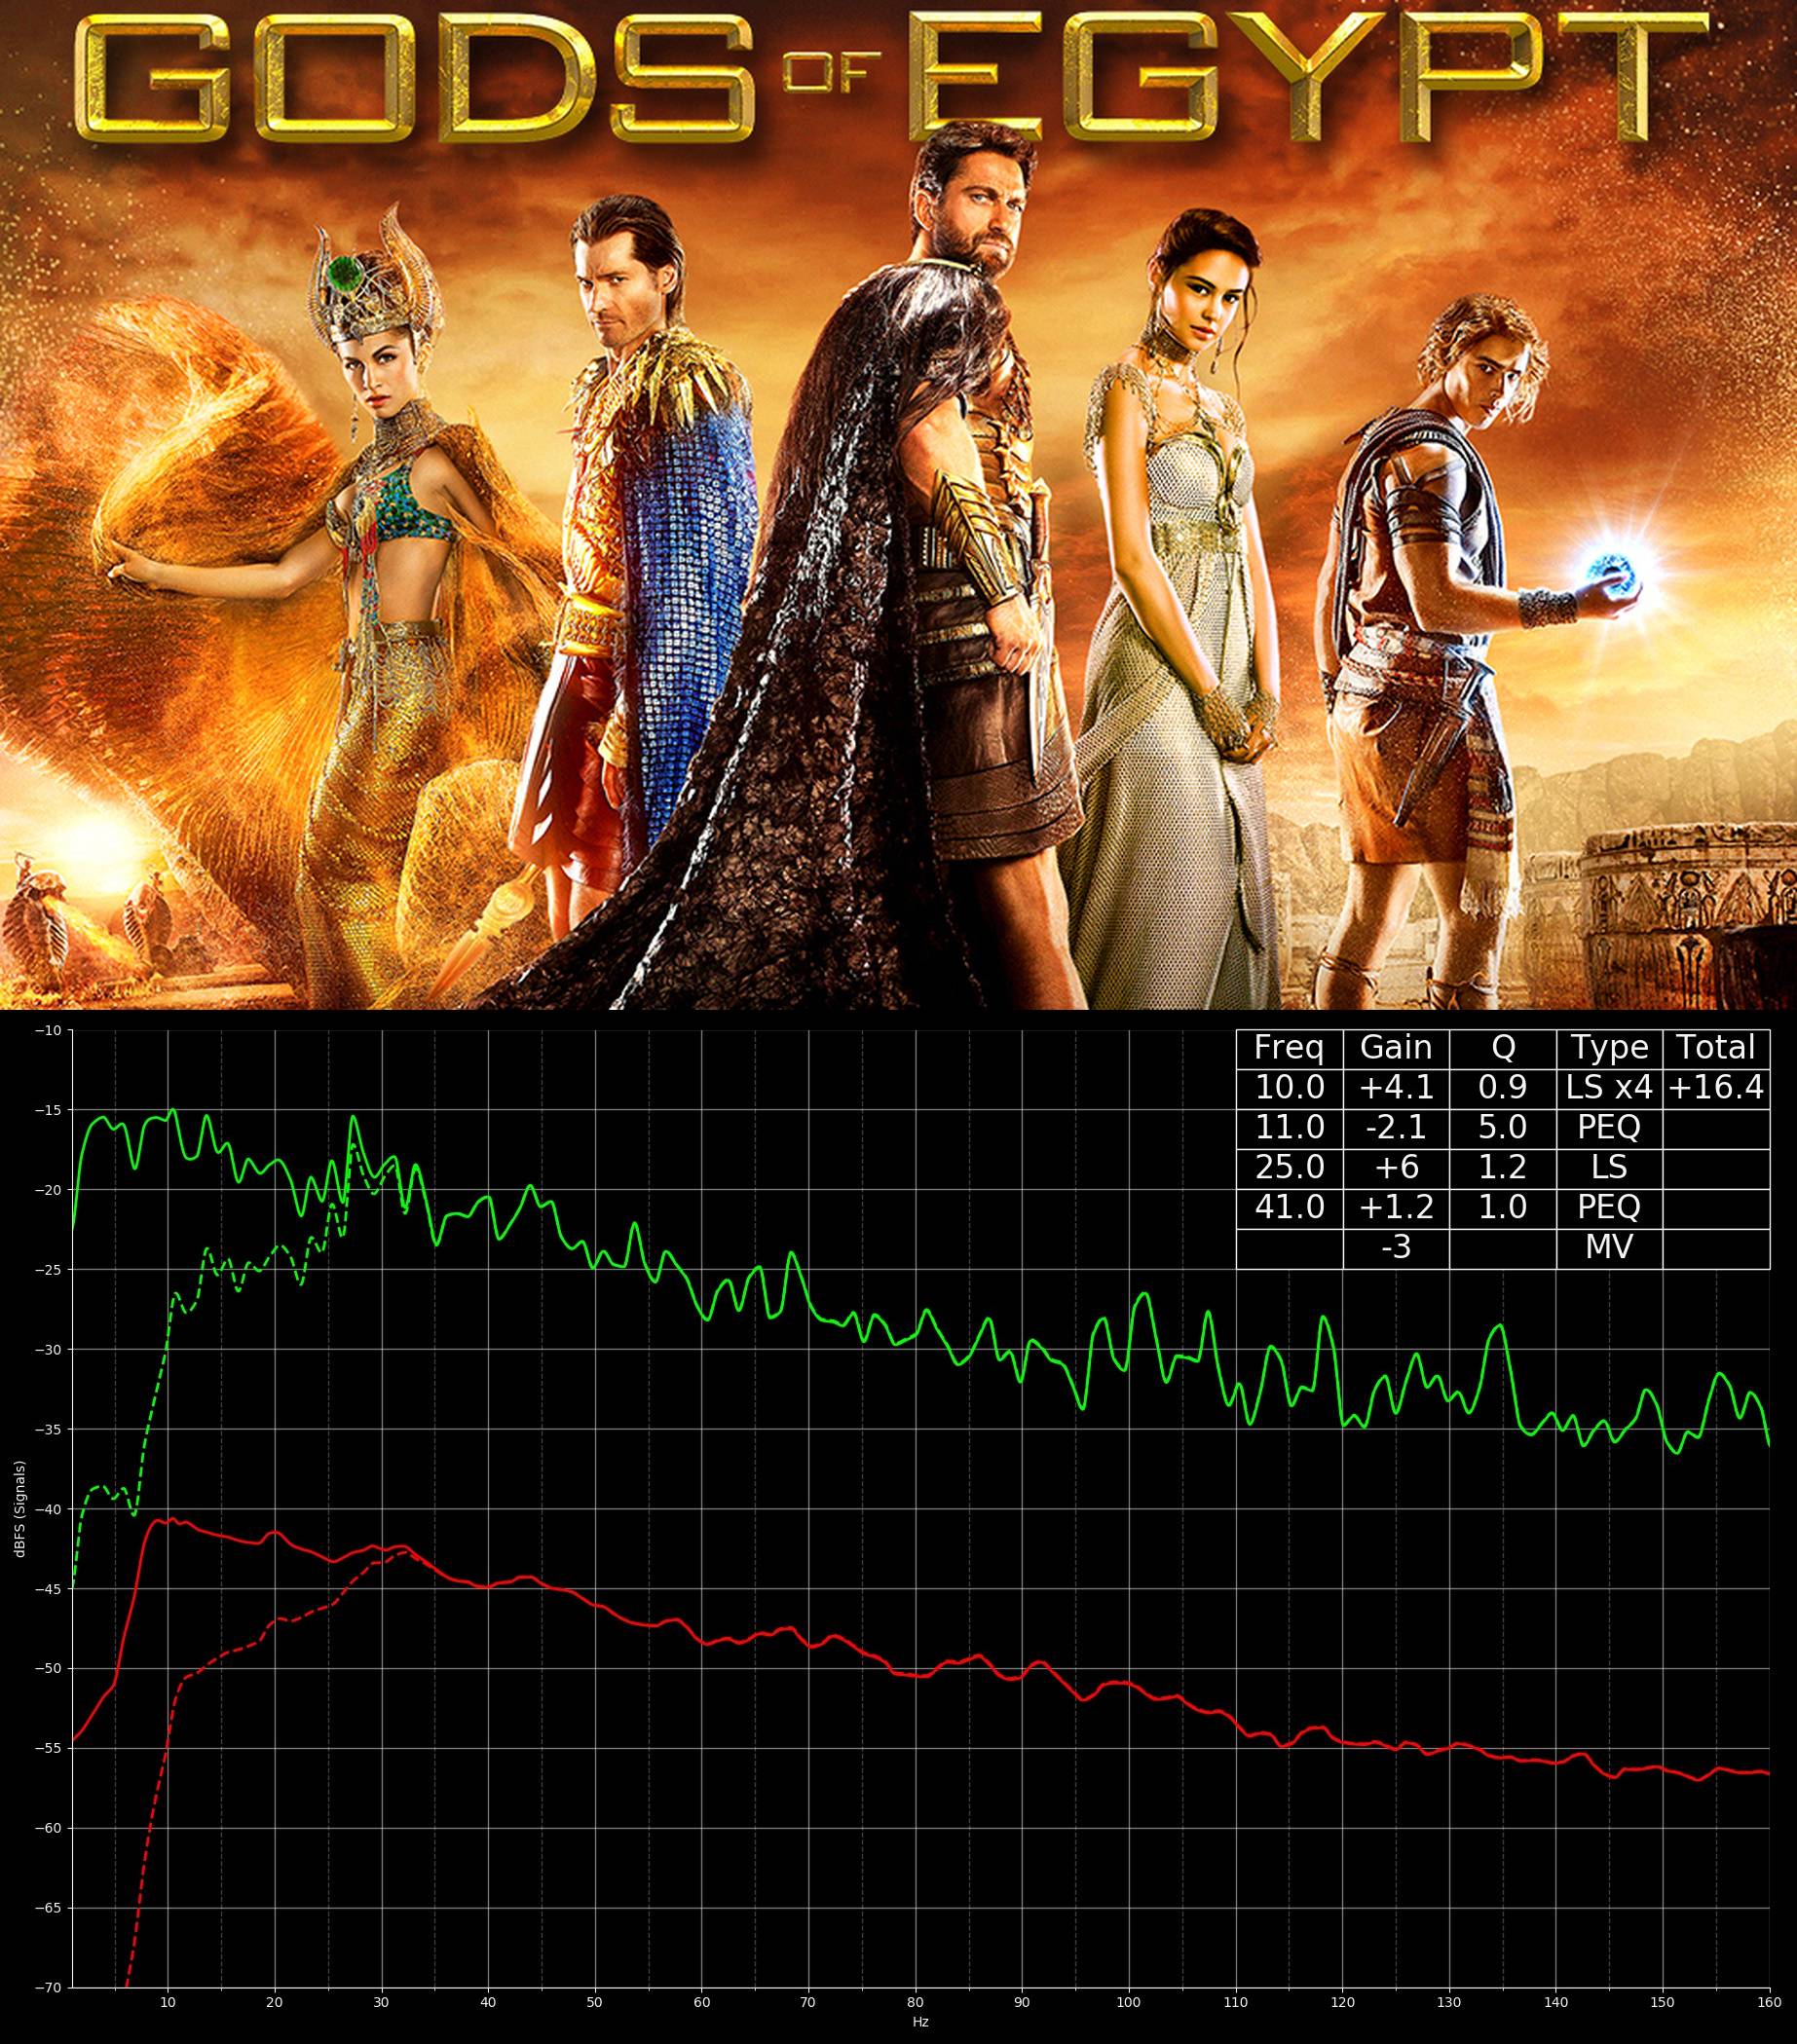 GODS OF EGYPT
Freq Gain Q Type Total
10.0 +4.1 0.9 LS x4 +16.4
11.0 -2.1 5.0 PEQ
25.0 +6 1.2 LS
41.0 +1.2 1.0 PEQ
-3 MV
−10
−15
−20
−25
−30
−35
−40
−45
−50
−55
−60
−65
−70
dBFS (Signals)
10 20 30 40 50 60 70 80 90 100 110 120 130 140 150 160
Hz